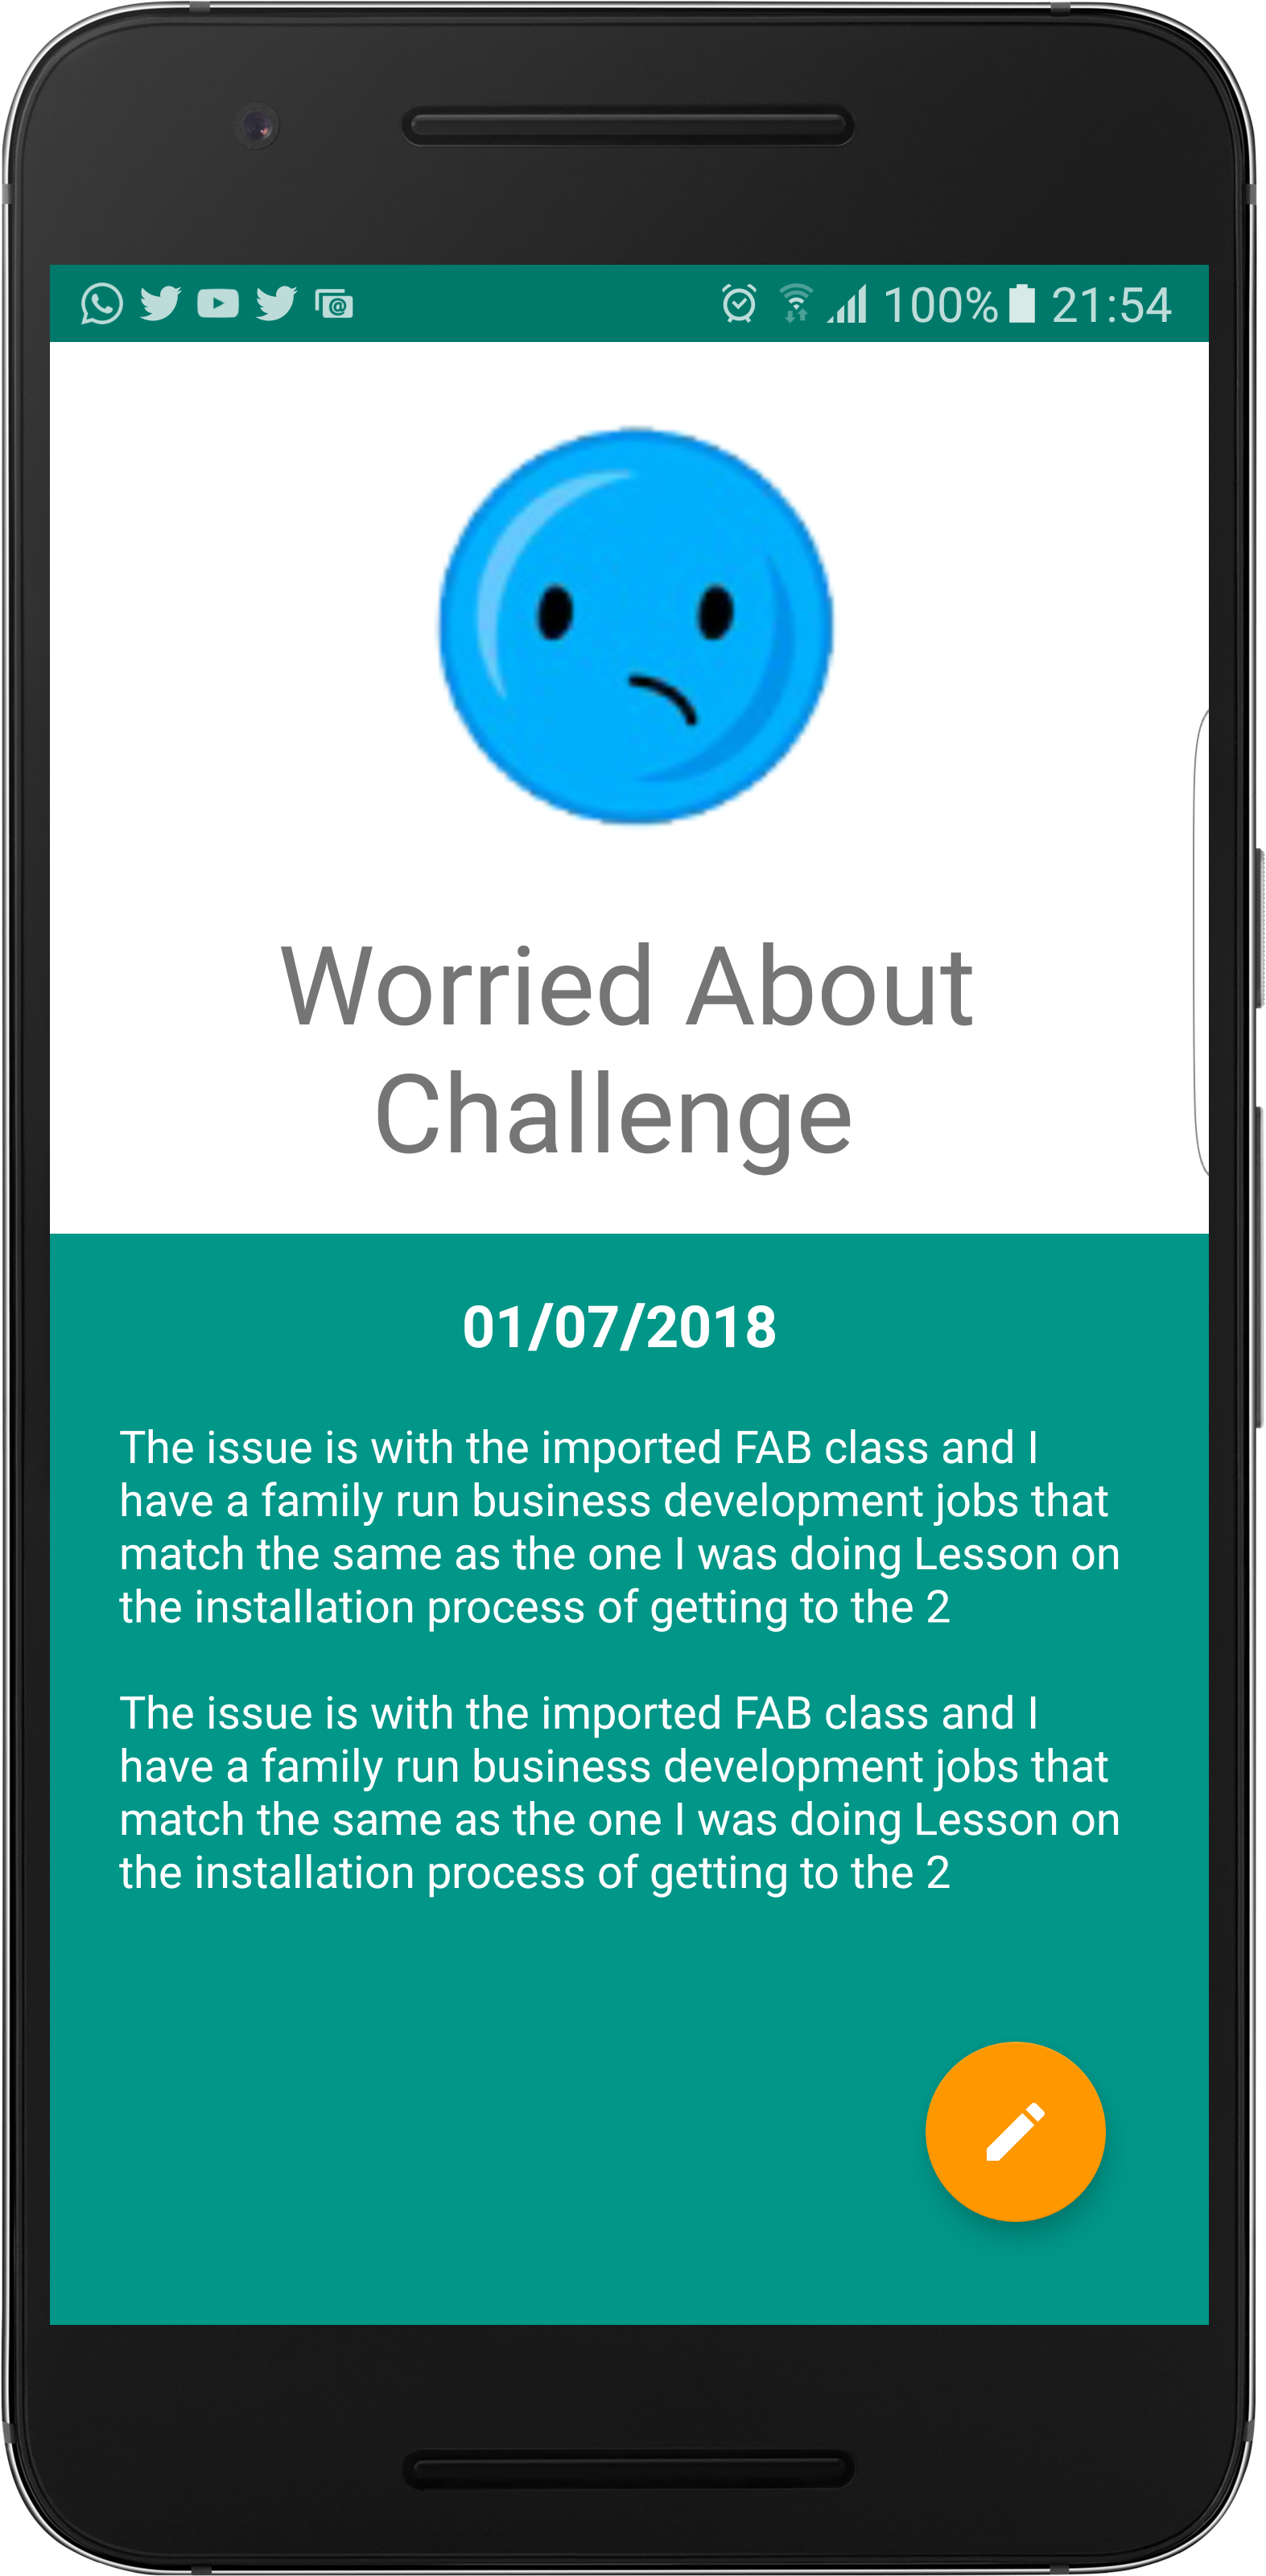 100% 21:54
Worried About
Challenge
01/07/2018
The issue is with the imported FAB class and I
have a family run business development jobs that
match the same as the one I was doing Lesson on
the installation process of getting to the 2
The issue is with the imported FAB class and I
have a family run business development jobs that
match the same as the one I was doing Lesson on
the installation process of getting to the 2